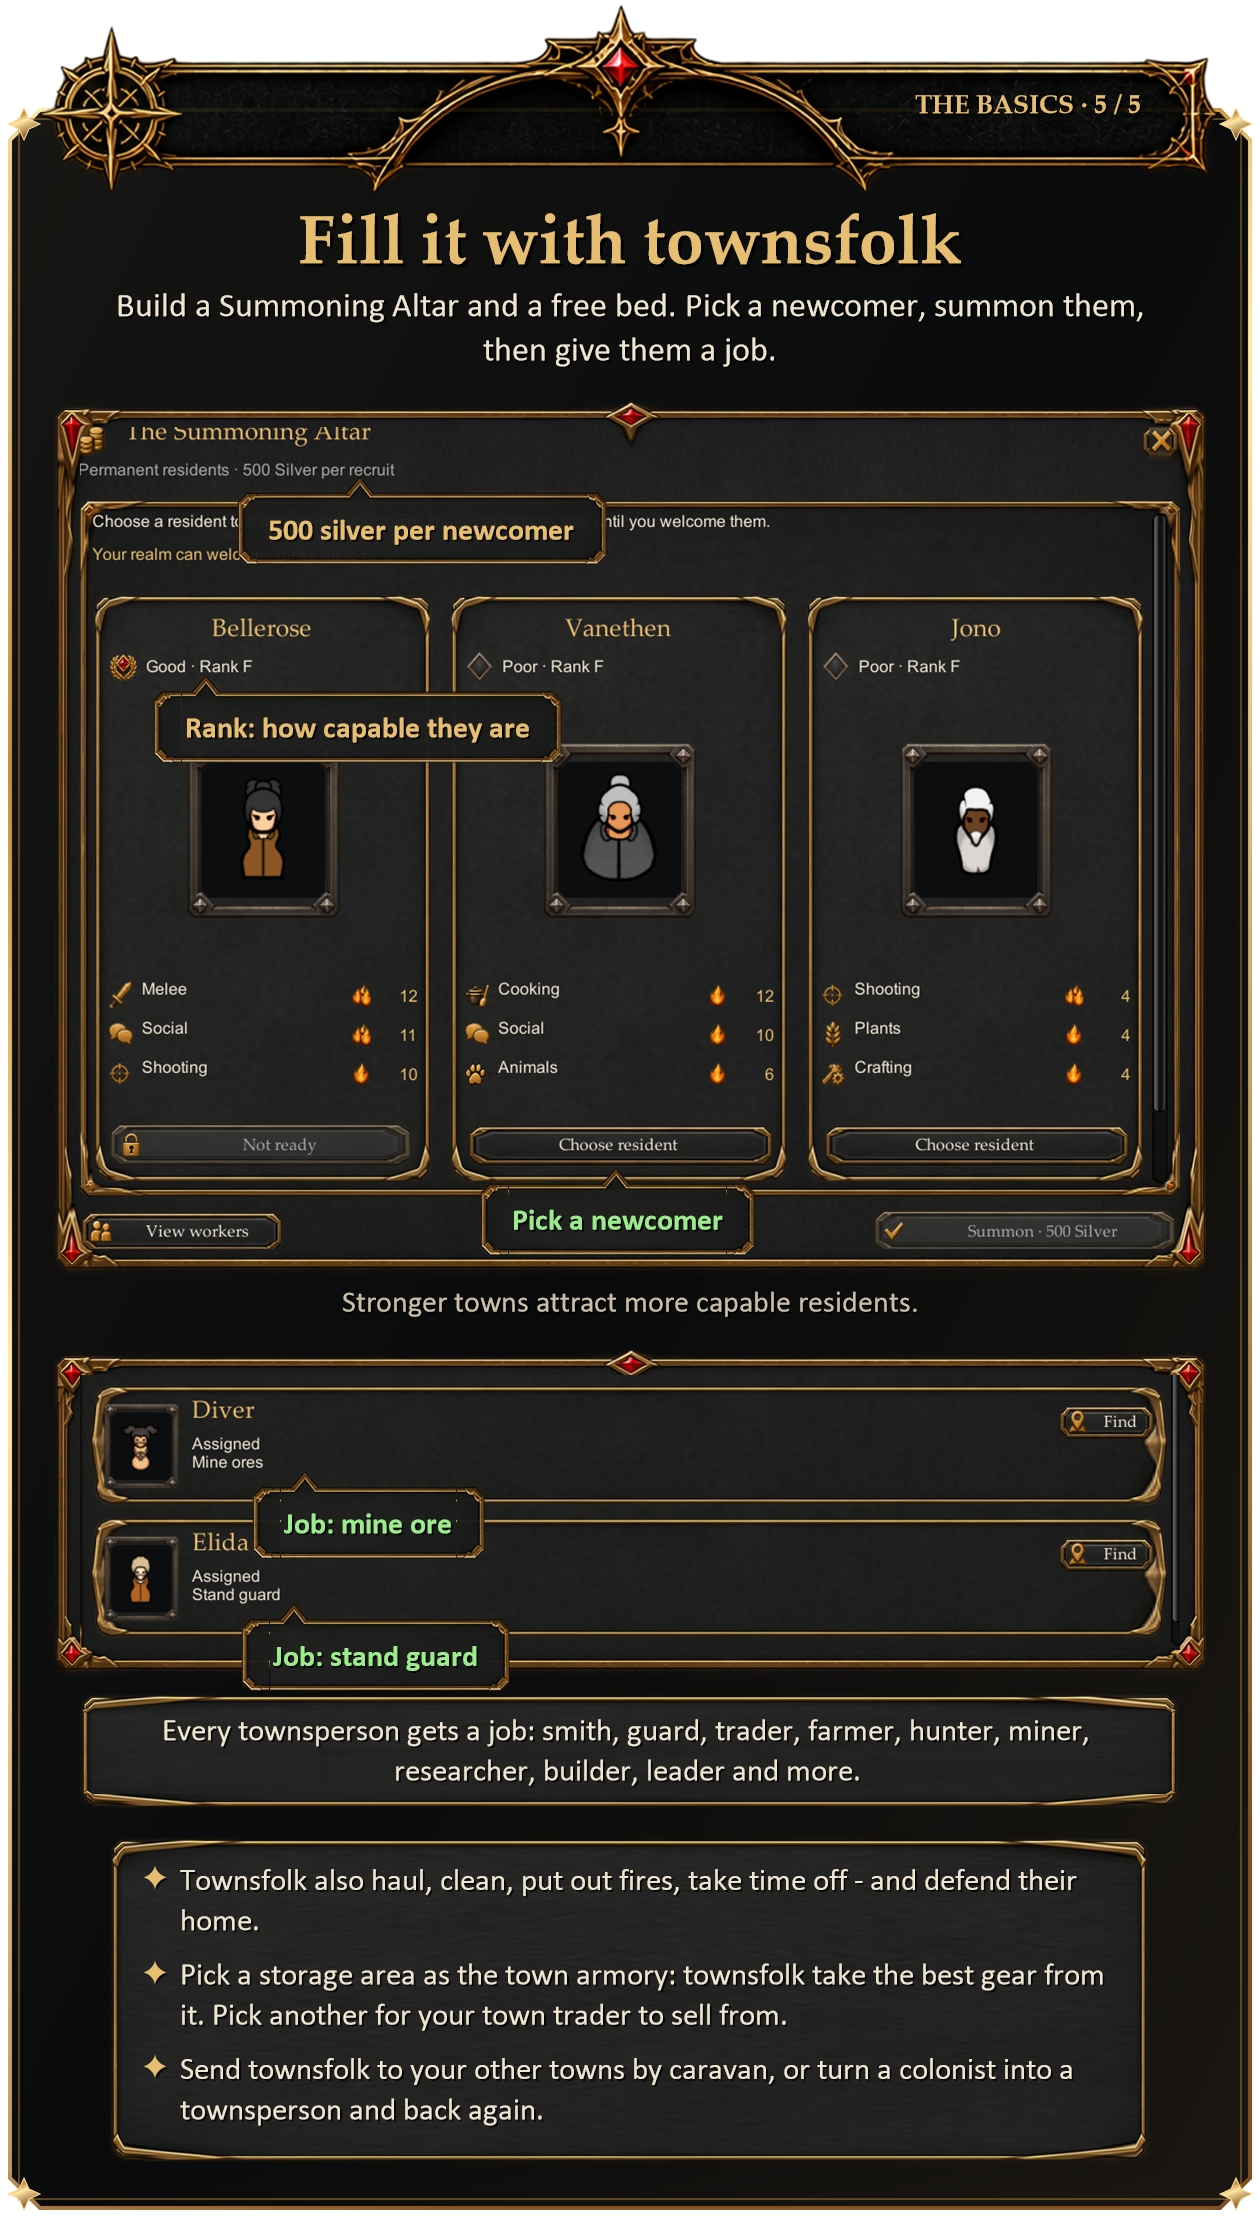 THE BASICS · 5 / 5
Fill it with townsfolk
Build a Summoning Altar and a free bed. Pick a newcomer, summon them,
then give them a job.
The Summoning Altar
Permanent residents · 500 Silver per recruit
Choose a resident to
until you welcome them.
500 silver per newcomer
Your realm can
Bellerose
Good · Rank F
Vanethen
Poor · Rank F
Jono
Poor · Rank F
Rank: how capable they are
Melee 12
Social 11
Shooting 10
Cooking 12
Social 10
Animals 6
Shooting 4
Plants 4
Crafting 4
Not ready
Choose resident
Choose resident
Pick a newcomer
View workers
Summon · 500 Silver
Stronger towns attract more capable residents.
Diver
Assigned
Mine ores
Find
Job: mine ore
Elida
Assigned
Stand guard
Find
Job: stand guard
Every townsperson gets a job: smith, guard, trader, farmer, hunter, miner,
researcher, builder, leader and more.
Townsfolk also haul, clean, put out fires, take time off - and defend their
home.
Pick a storage area as the town armory: townsfolk take the best gear from
it. Pick another for your town trader to sell from.
Send townsfolk to your other towns by caravan, or turn a colonist into a
townsperson and back again.